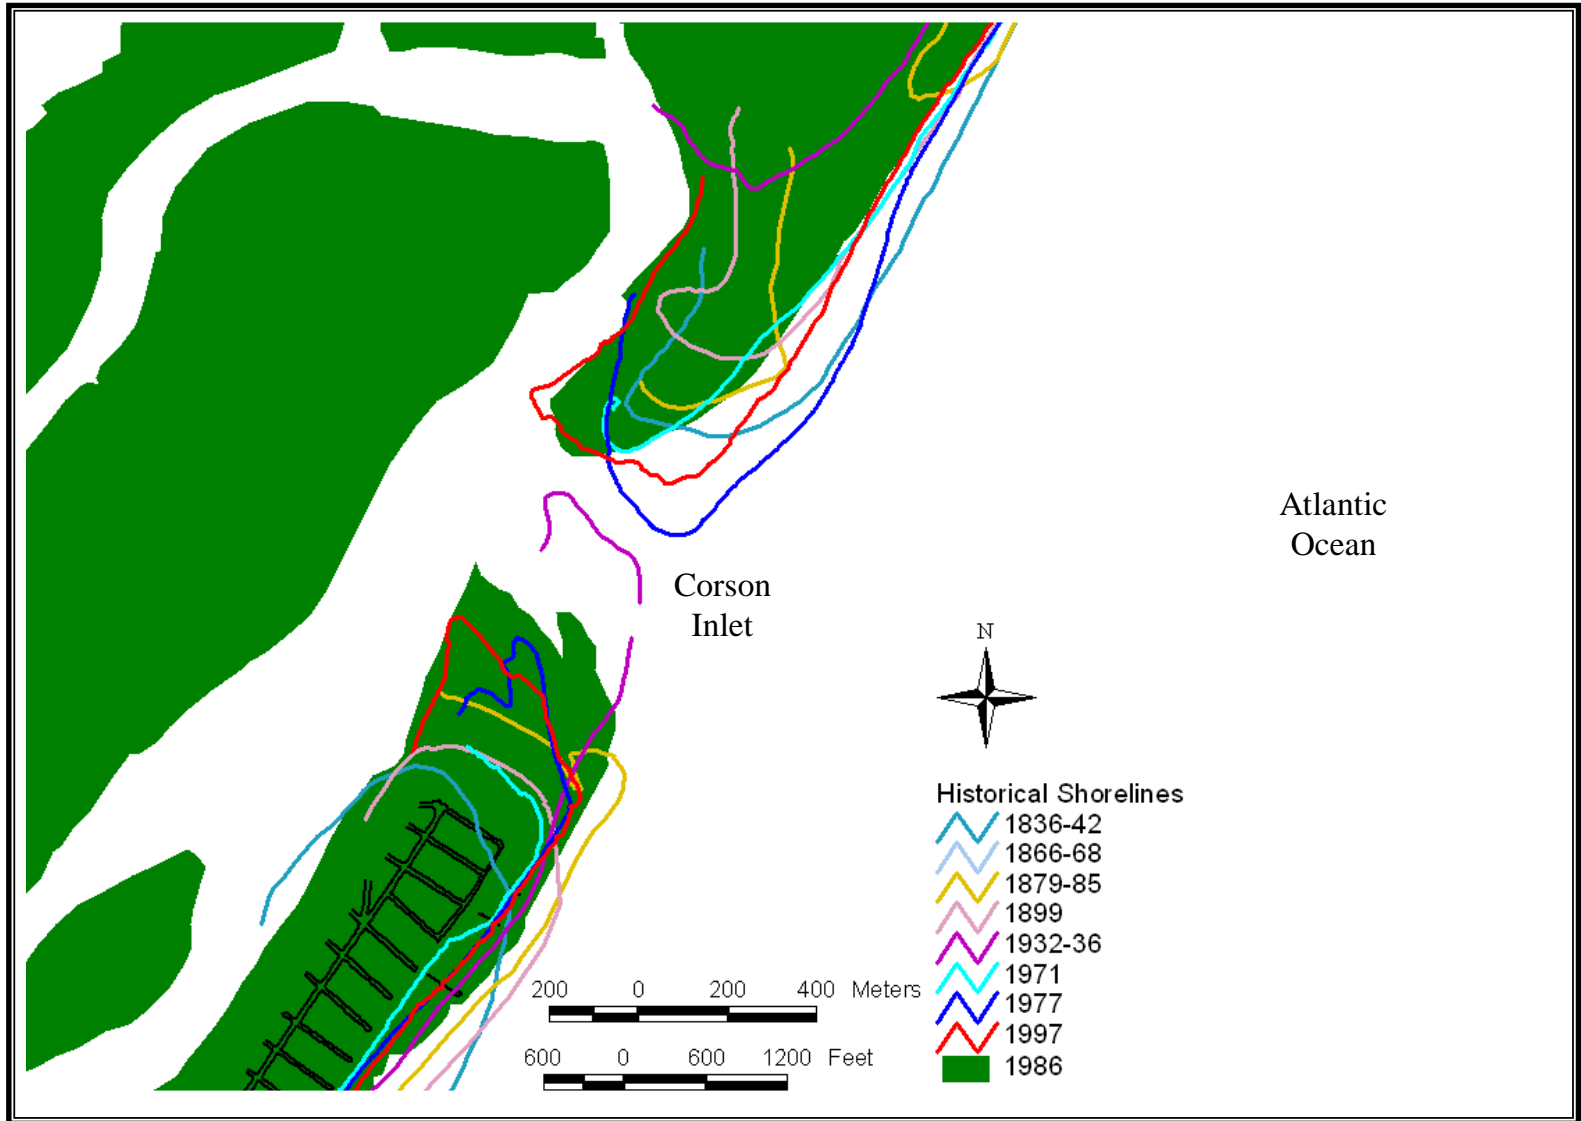 Atlantic
Ocean
Corson
Inlet
N
Historical Shorelines
1836-42
1866-68
1879-85
1899
1932-36
1971
1977
1997
1986
200 0 200 400 Meters
600 0 600 1200 Feet